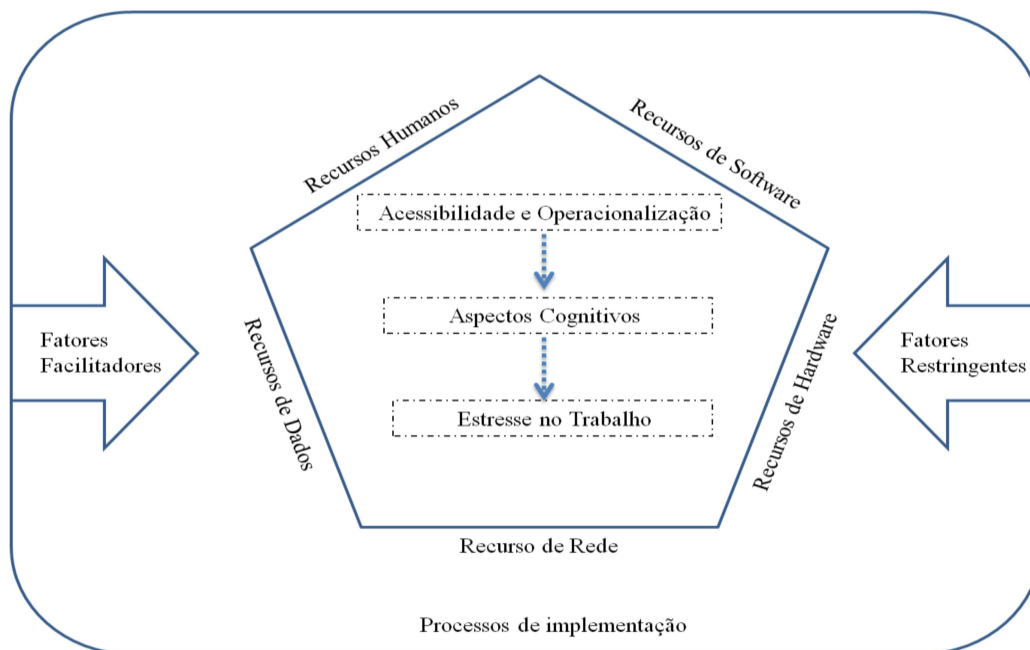 Recursos Humanos
Recursos de Software
Acessibilidade e Operacionalização
Aspectos Cognitivos
Estresse no Trabalho
Fatores
Facilitadores
Recursos de Dados
Recursos de Hardware
Fatores
Restringentes
Recurso de Rede
Processos de implementação